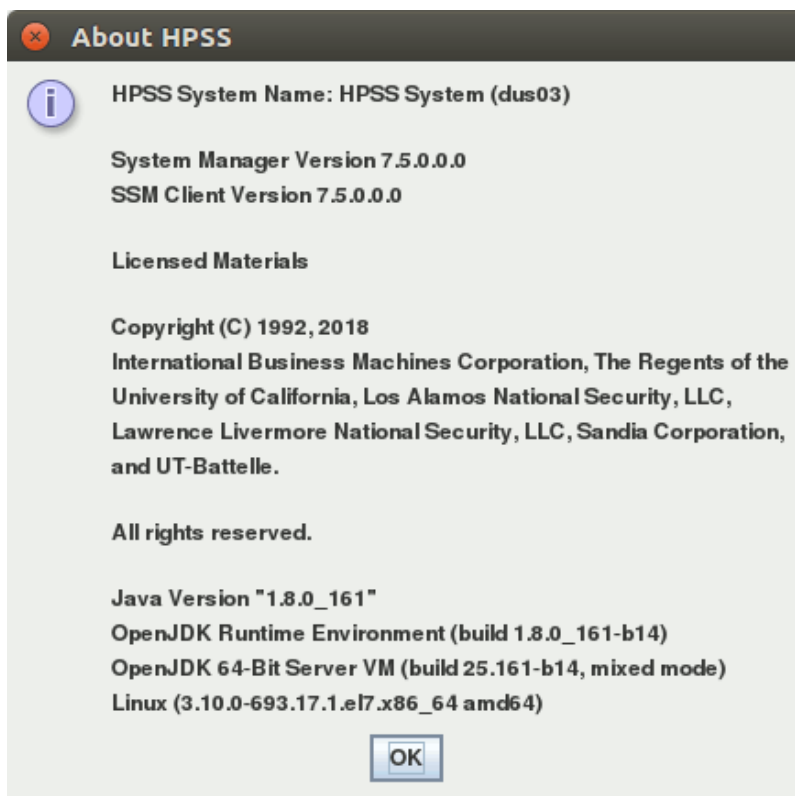 About HPSS
HPSS System Name: HPSS System (dus03)
System Manager Version 7.5.0.0.0
SSM Client Version 7.5.0.0.0
Licensed Materials
Copyright (C) 1992, 2018
International Business Machines Corporation, The Regents of the
University of California, Los Alamos National Security, LLC,
Lawrence Livermore National Security, LLC, Sandia Corporation,
and UT-Battelle.
All rights reserved.
Java Version "1.8.0_161"
OpenJDK Runtime Environment (build 1.8.0_161-b14)
OpenJDK 64-Bit Server VM (build 25.161-b14, mixed mode)
Linux (3.10.0-693.17.1.el7.x86_64 amd64)
OK